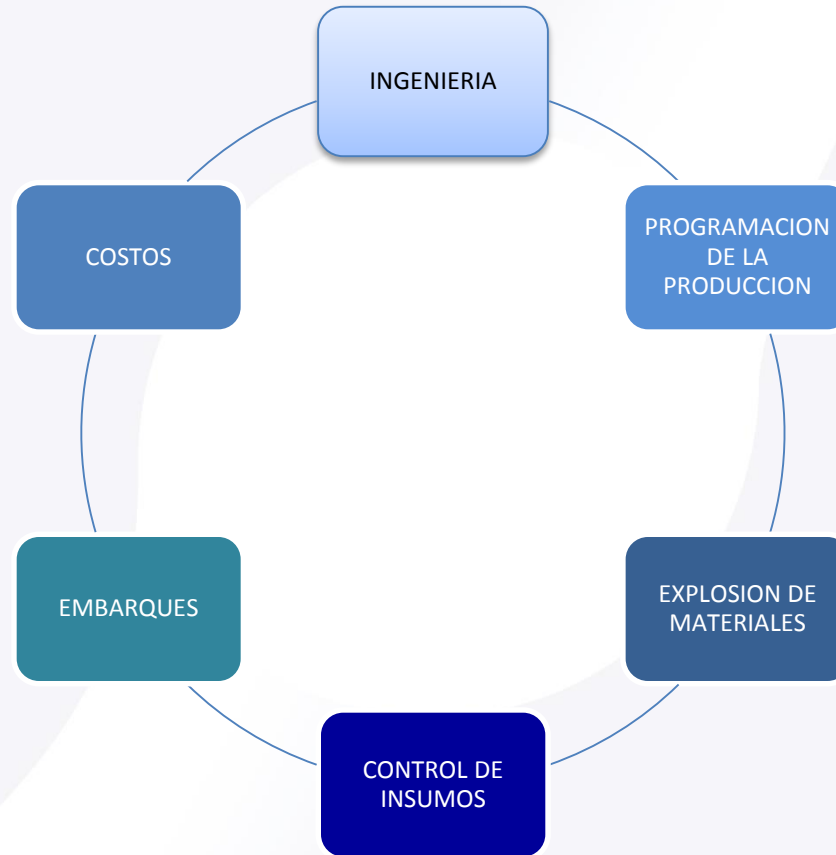 INGENIERIA
PROGRAMACION
DE LA
PRODUCCION
EXPLOSION DE
MATERIALES
CONTROL DE
INSUMOS
EMBARQUES
COSTOS